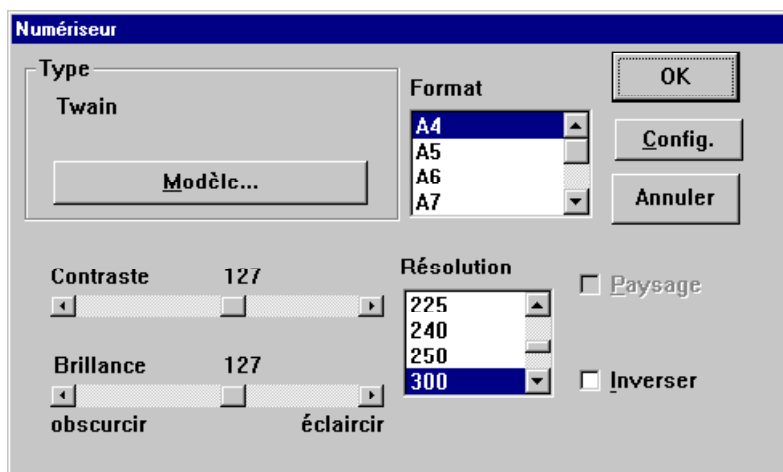 Numériseur
Type
Twain
Modèle...
Format
A4
A5
A6
A7
OK
Config.
Annuler
Contraste 127
Brillance 127
obscurcir éclaircir
Résolution
225
240
250
300
Paysage
Inverser